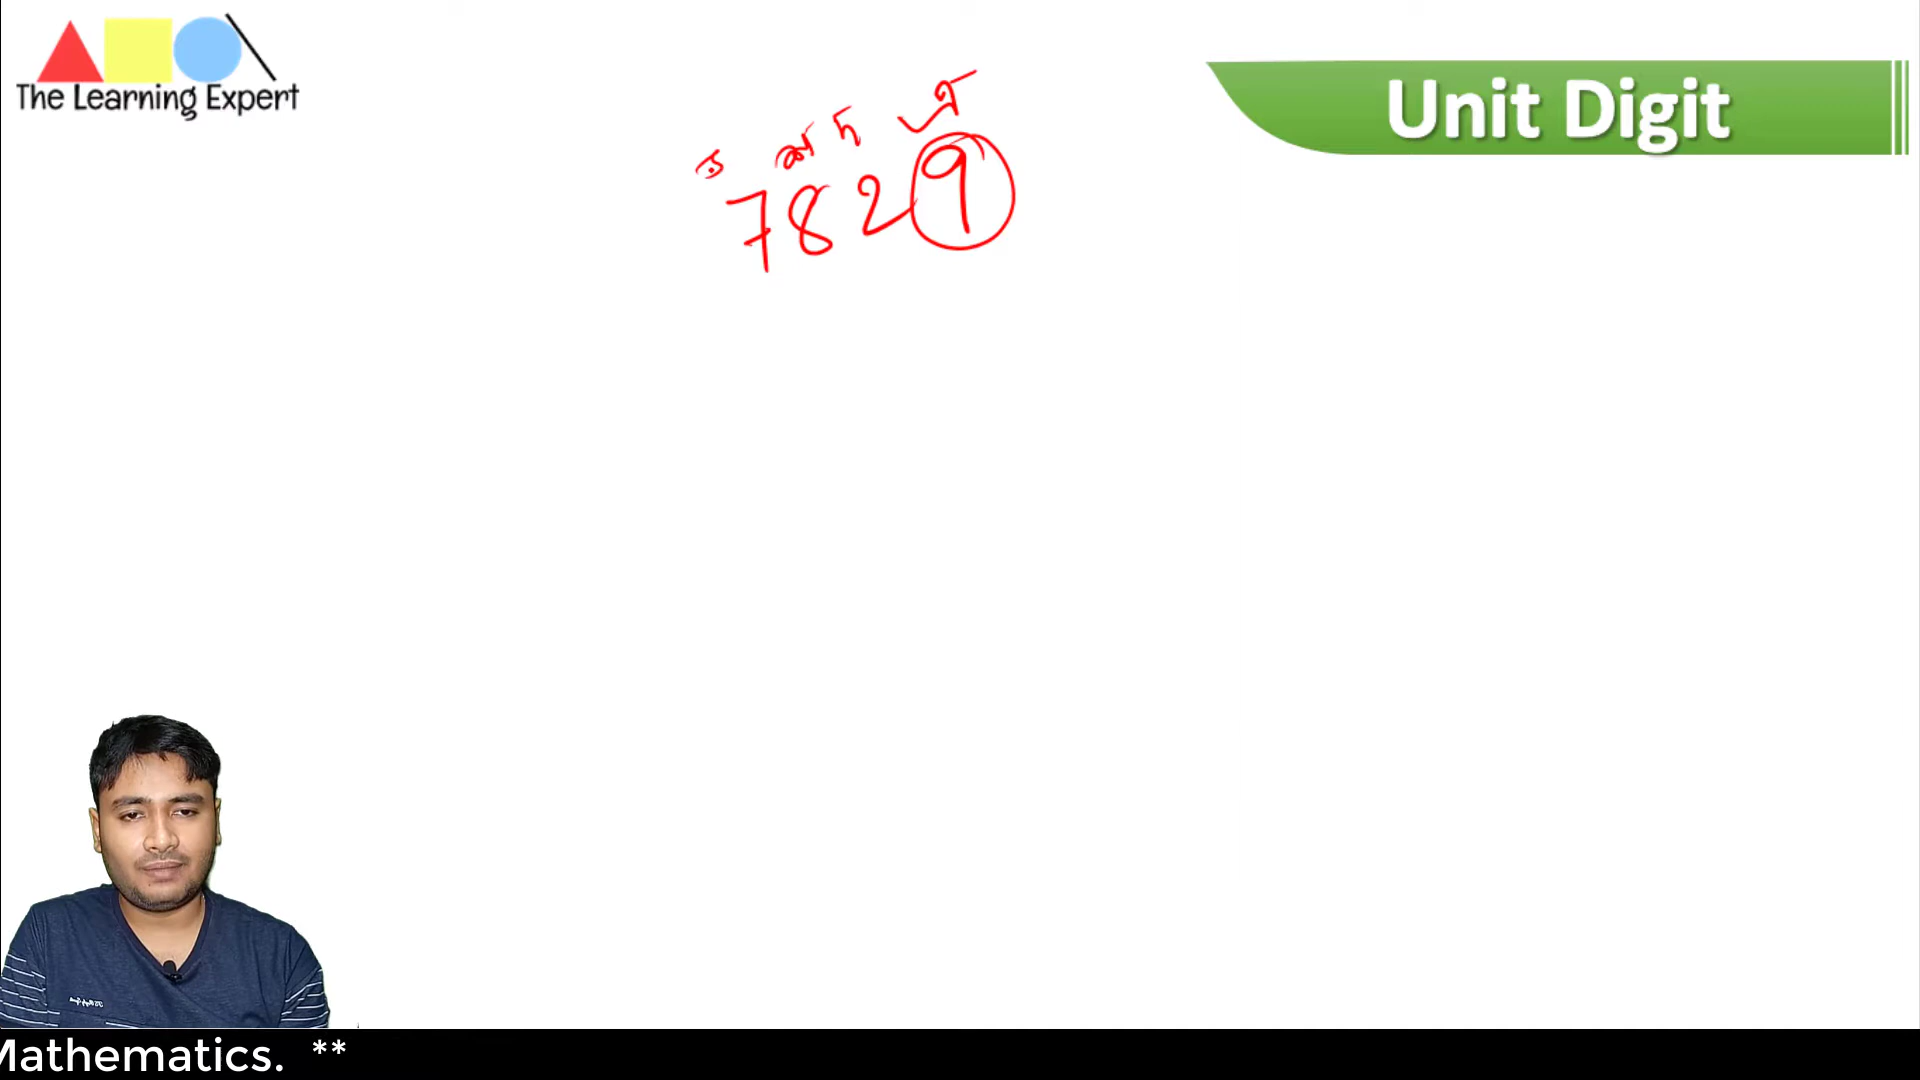 The Learning Expert
Unit Digit
দ এ
7829
Mathematics. **